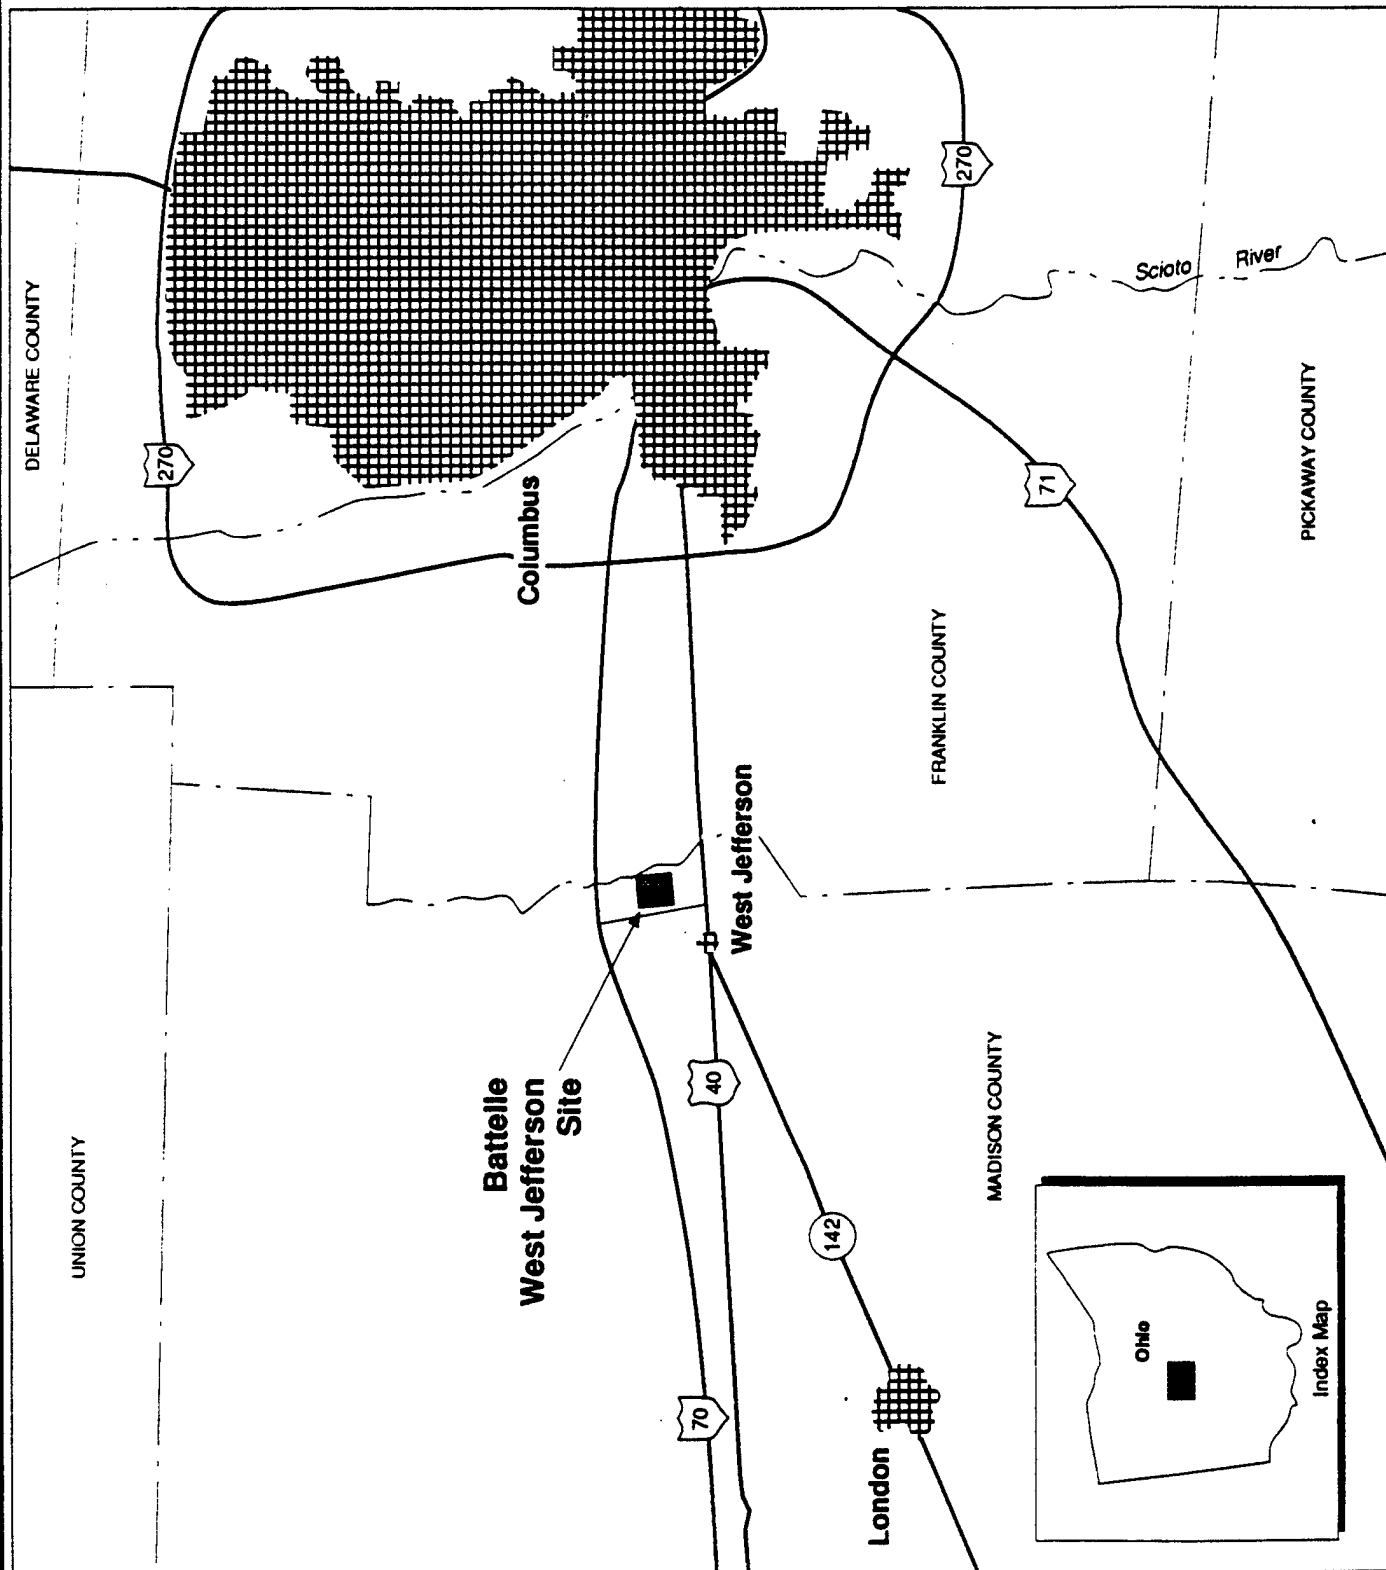 UNION COUNTY
DELAWARE COUNTY
270
Columbus
Battelle
West Jefferson
Site
70
40
West Jefferson
142
London
MADISON COUNTY
FRANKLIN COUNTY
71
270
Scioto River
PICKAWAY COUNTY
Ohio
Index Map